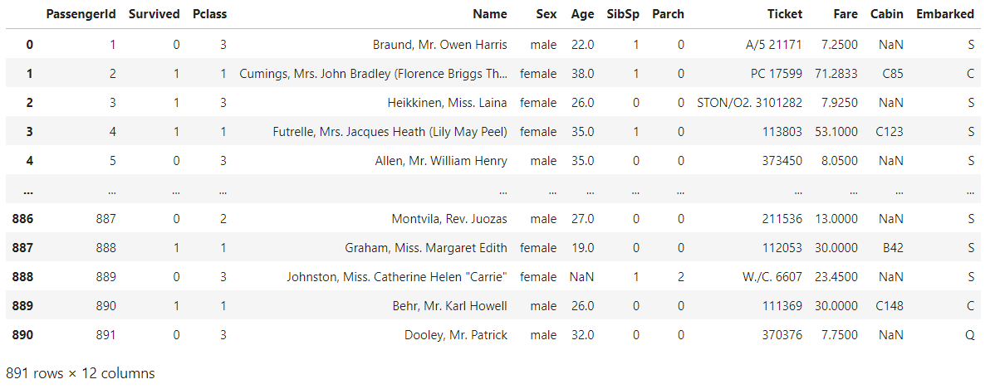 PassengerId Survived Pclass Name Sex Age SibSp Parch Ticket Fare Cabin Embarked
0 1 0 3 Braund, Mr. Owen Harris male 22.0 1 0 A/5 21171 7.2500 NaN S
1 2 1 1 Cumings, Mrs. John Bradley (Florence Briggs Th... female 38.0 1 0 PC 17599 71.2833 C85 C
2 3 1 3 Heikkinen, Miss. Laina female 26.0 0 0 STON/O2. 3101282 7.9250 NaN S
3 4 1 1 Futrelle, Mrs. Jacques Heath (Lily May Peel) female 35.0 1 0 113803 53.1000 C123 S
4 5 0 3 Allen, Mr. William Henry male 35.0 0 0 373450 8.0500 NaN S
... ... ... ... ... ... ... ... ... ... ... ... ...
886 887 0 2 Montvila, Rev. Juozas male 27.0 0 0 211536 13.0000 NaN S
887 888 1 1 Graham, Miss. Margaret Edith female 19.0 0 0 112053 30.0000 B42 S
888 889 0 3 Johnston, Miss. Catherine Helen "Carrie" female NaN 1 2 W./C. 6607 23.4500 NaN S
889 890 1 1 Behr, Mr. Karl Howell male 26.0 0 0 111369 30.0000 C148 C
890 891 0 3 Dooley, Mr. Patrick male 32.0 0 0 370376 7.7500 NaN Q
891 rows × 12 columns